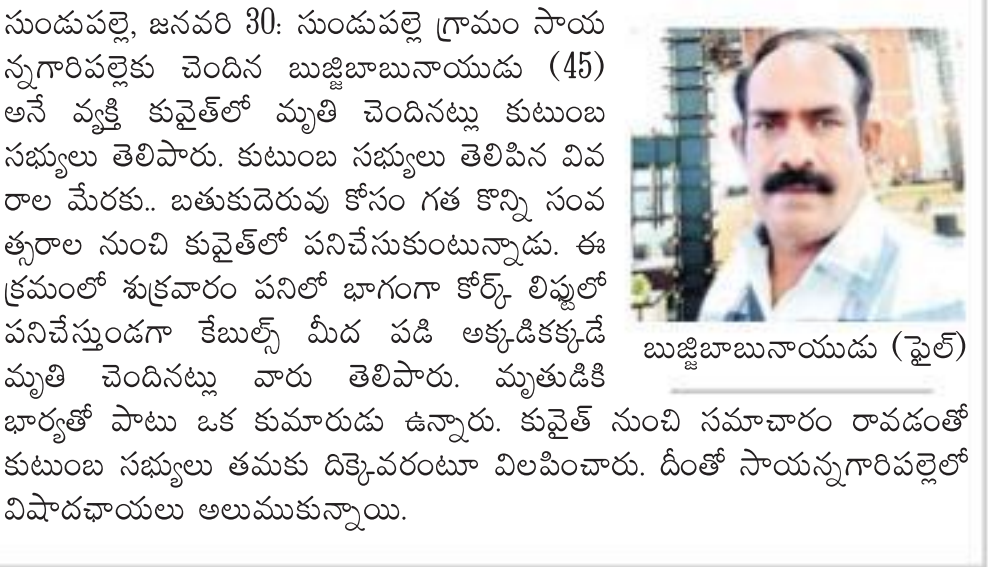 సుండుపల్లె, జనవరి 30: సుండుపల్లె గ్రామం సాయ
న్నగారిపల్లెకు చెందిన బుజ్జిబాబునాయుడు (45)
అనే వ్యక్తి కువైత్‌లో మృతి చెందినట్లు కుటుంబ
సభ్యులు తెలిపారు. కుటుంబ సభ్యులు తెలిపిన వివ
రాల మేరకు.. బతుకుదెరువు కోసం గత కొన్ని సంవ
త్సరాల నుంచి కువైత్‌లో పనిచేసుకుంటున్నాడు. ఈ
క్రమంలో శుక్రవారం పనిలో భాగంగా కోర్క్ లిఫ్టులో
పనిచేస్తుండగా కేబుల్స్ మీద పడి అక్కడికక్కడే
మృతి చెందినట్లు వారు తెలిపారు. మృతుడికి
భార్యతో పాటు ఒక కుమారుడు ఉన్నారు. కువైత్ నుంచి సమాచారం రావడంతో
కుటుంబ సభ్యులు తమకు దిక్కెవరంటూ విలపించారు. దీంతో సాయన్నగారిపల్లెలో
విషాదఛాయలు అలుముకున్నాయి.
బుజ్జిబాబునాయుడు (ఫైల్)